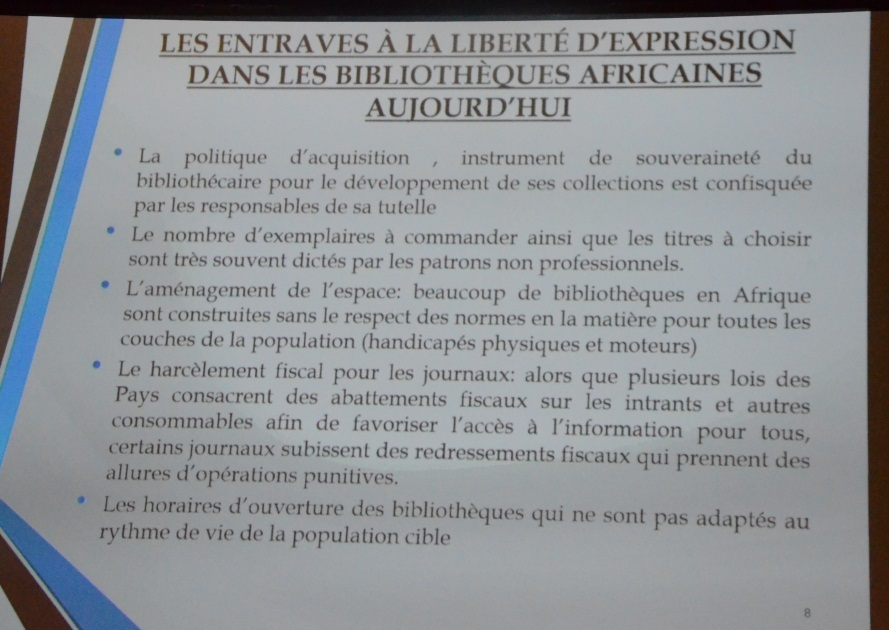 LES ENTRAVES À LA LIBERTÉ D'EXPRESSION
DANS LES BIBLIOTHÈQUES AFRICAINES
AUJOURD'HUI
• La politique d'acquisition , instrument de souveraineté du
bibliothécaire pour le développement de ses collections est confisquée
par les responsables de sa tutelle
• Le nombre d'exemplaires à commander ainsi que les titres à choisir
sont très souvent dictés par les patrons non professionnels.
• L'aménagement de l'espace: beaucoup de bibliothèques en Afrique
sont construites sans le respect des normes en la matière pour toutes les
couches de la population (handicapés physiques et moteurs)
• Le harcèlement fiscal pour les journaux: alors que plusieurs lois des
Pays consacrent des abattements fiscaux sur les intrants et autres
consommables afin de favoriser l'accès à l'information pour tous,
certains journaux subissent des redressements fiscaux qui prennent des
allures d'opérations punitives.
• Les horaires d'ouverture des bibliothèques qui ne sont pas adaptés au
rythme de vie de la population cible
8